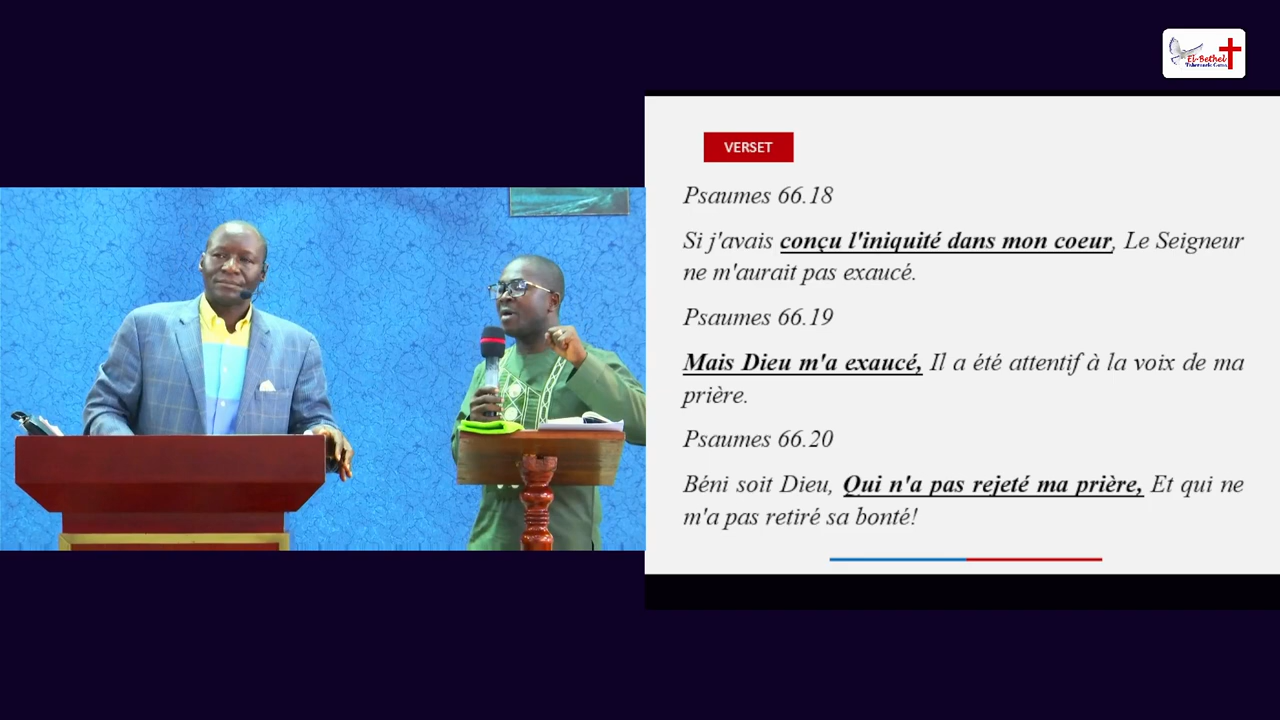 El-Bethel
Tabernacle Goma
VERSET
Psaumes 66.18
Si j'avais conçu l'iniquité dans mon coeur, Le Seigneur
ne m'aurait pas exaucé.
Psaumes 66.19
Mais Dieu m'a exaucé, Il a été attentif à la voix de ma
prière.
Psaumes 66.20
Béni soit Dieu, Qui n'a pas rejeté ma prière, Et qui ne
m'a pas retiré sa bonté!